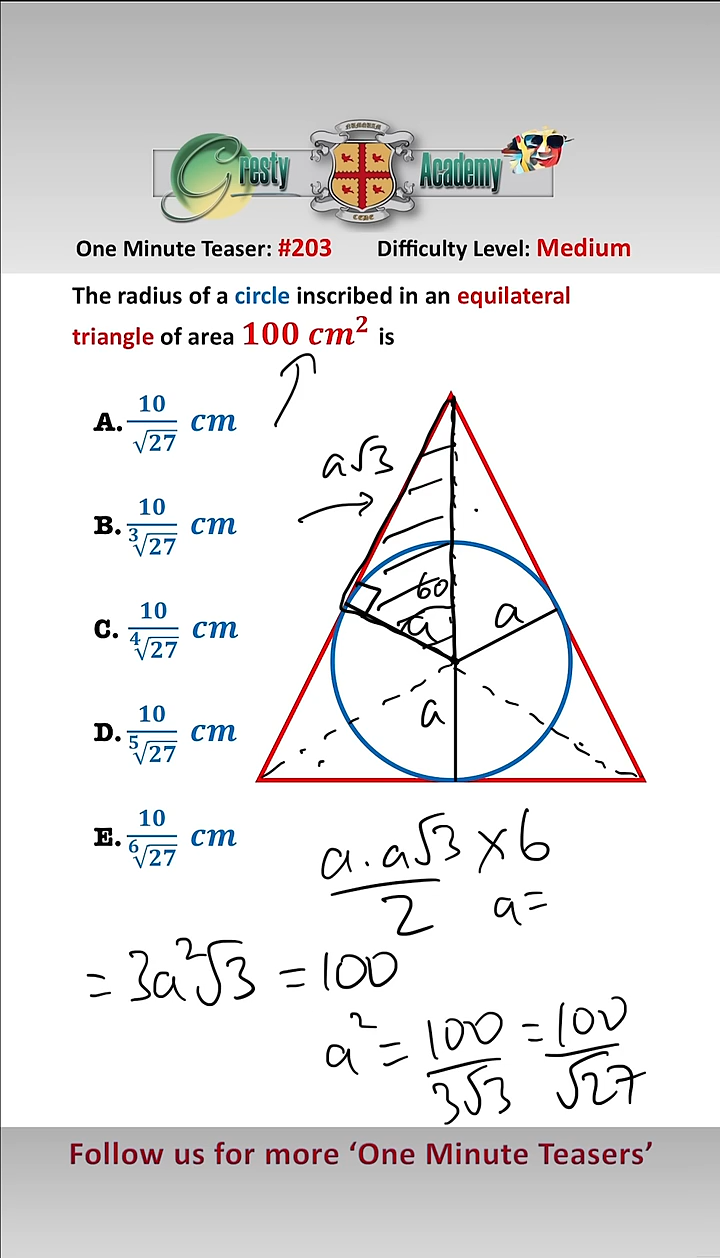 NUMQUAM
Gresty Academy
CEDE
One Minute Teaser: #203 Difficulty Level: Medium
The radius of a circle inscribed in an equilateral
triangle of area 100 cm² is
A. 10/√27 cm
B. 10/∛27 cm
C. 10/∜27 cm
D. 10/⁵√27 cm
E. 10/⁶√27 cm
a√3
60
a
a
a
a·a√3/2 × 6
a=
= 3a²√3 = 100
a² = 100/3√3 = 100/√27
Follow us for more ‘One Minute Teasers’